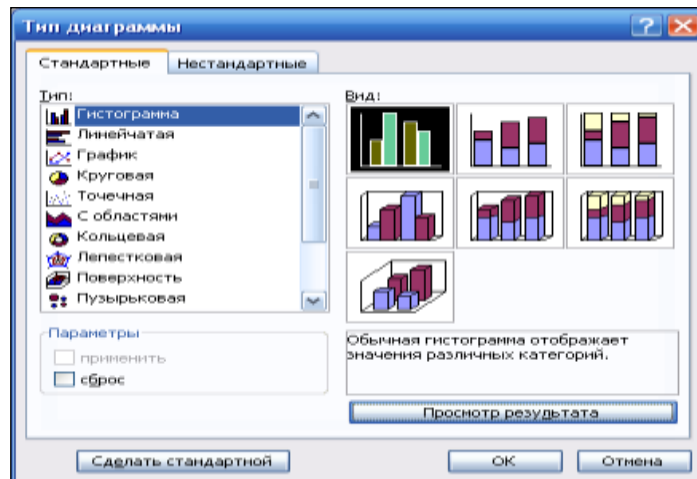 Тип диаграммы
Стандартные Нестандартные
Тип: Вид:
Гистограмма
Линейчатая
График
Круговая
Точечная
С областями
Кольцевая
Лепестковая
Поверхность
Пузырьковая
Параметры
применить
сброс
Обычная гистограмма отображает
значения различных категорий.
Просмотр результата
Сделать стандартной ОК Отмена